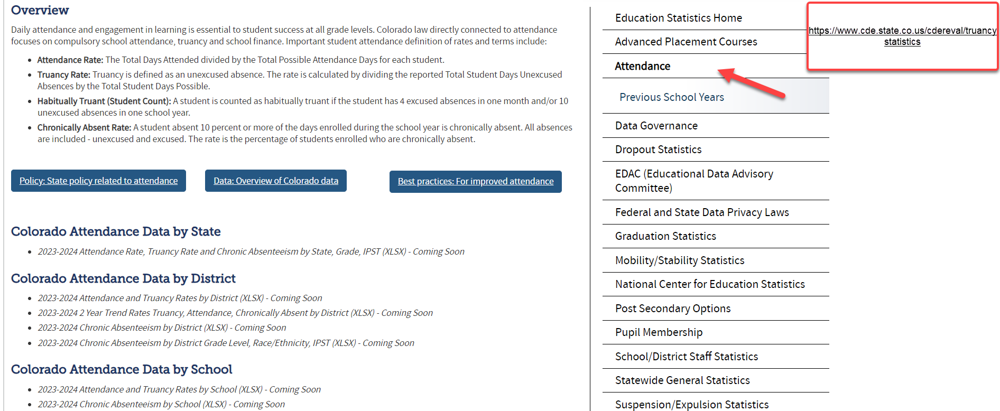 Overview
Daily attendance and engagement in learning is essential to student success at all grade levels. Colorado law directly connected to attendance
focuses on compulsory school attendance, truancy and school finance. Important student attendance definition of rates and terms include:
• Attendance Rate: The Total Days Attended divided by the Total Possible Attendance Days for each student.
• Truancy Rate: Truancy is defined as an unexcused absence. The rate is calculated by dividing the reported Total Student Days Unexcused
Absences by the Total Student Days Possible.
• Habitually Truant (Student Count): A student is counted as habitually truant if the student has 4 excused absences in one month and/or 10
unexcused absences in one school year.
• Chronically Absent Rate: A student absent 10 percent or more of the days enrolled during the school year is chronically absent. All absences
are included - unexcused and excused. The rate is the percentage of students enrolled who are chronically absent.
Policy: State policy related to attendance
Data: Overview of Colorado data
Best practices: For improved attendance
Colorado Attendance Data by State
• 2023-2024 Attendance Rate, Truancy Rate and Chronic Absenteeism by State, Grade, IPST (XLSX) - Coming Soon
Colorado Attendance Data by District
• 2023-2024 Attendance and Truancy Rates by District (XLSX) - Coming Soon
• 2023-2024 2 Year Trend Rates Truancy, Attendance, Chronically Absent by District (XLSX) - Coming Soon
• 2023-2024 Chronic Absenteeism by District (XLSX) - Coming Soon
• 2023-2024 Chronic Absenteeism by District Grade Level, Race/Ethnicity, IPST (XLSX) - Coming Soon
Colorado Attendance Data by School
• 2023-2024 Attendance and Truancy Rates by School (XLSX) - Coming Soon
• 2023-2024 Chronic Absenteeism by School (XLSX) - Coming Soon
Education Statistics Home
Advanced Placement Courses
Attendance
Previous School Years
Data Governance
Dropout Statistics
EDAC (Educational Data Advisory
Committee)
Federal and State Data Privacy Laws
Graduation Statistics
Mobility/Stability Statistics
National Center for Education Statistics
Post Secondary Options
Pupil Membership
School/District Staff Statistics
Statewide General Statistics
Suspension/Expulsion Statistics
https://www.cde.state.co.us/cdereval/truancy
statistics